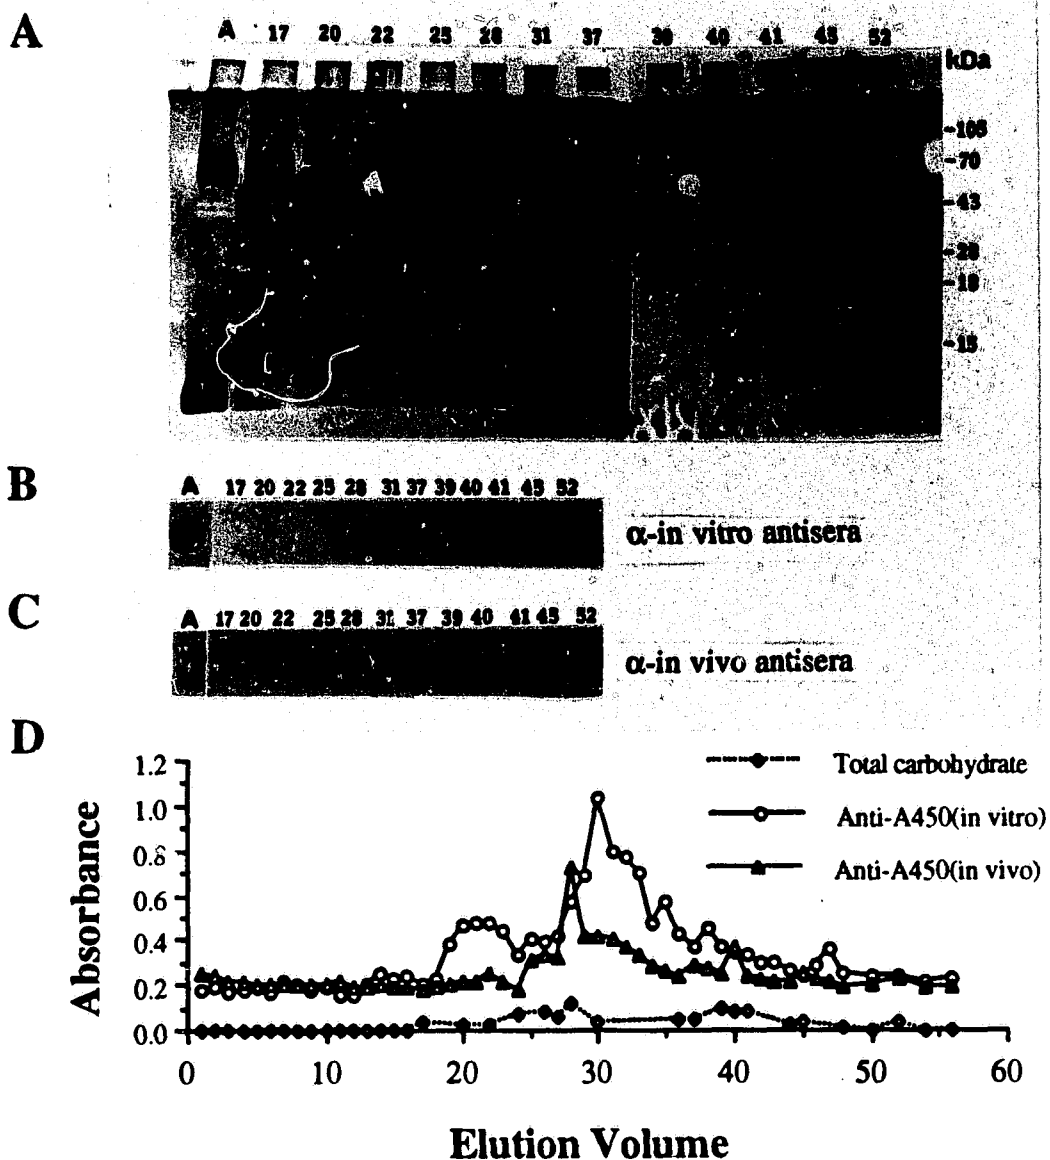 A
A 17 20 22 25 28 31 37 39 40 41 45 52
kDa
-105
-70
-43
-28
-18
-15
B
A 17 20 22 25 28 31 37 39 40 41 45 52
α-in vitro antisera
C
A 17 20 22 25 28 31 37 39 40 41 45 52
α-in vivo antisera
D
Total carbohydrate
Anti-A450(in vitro)
Anti-A450(in vivo)
Absorbance
1.2
1.0
0.8
0.6
0.4
0.2
0.0
0 10 20 30 40 50 60
Elution Volume